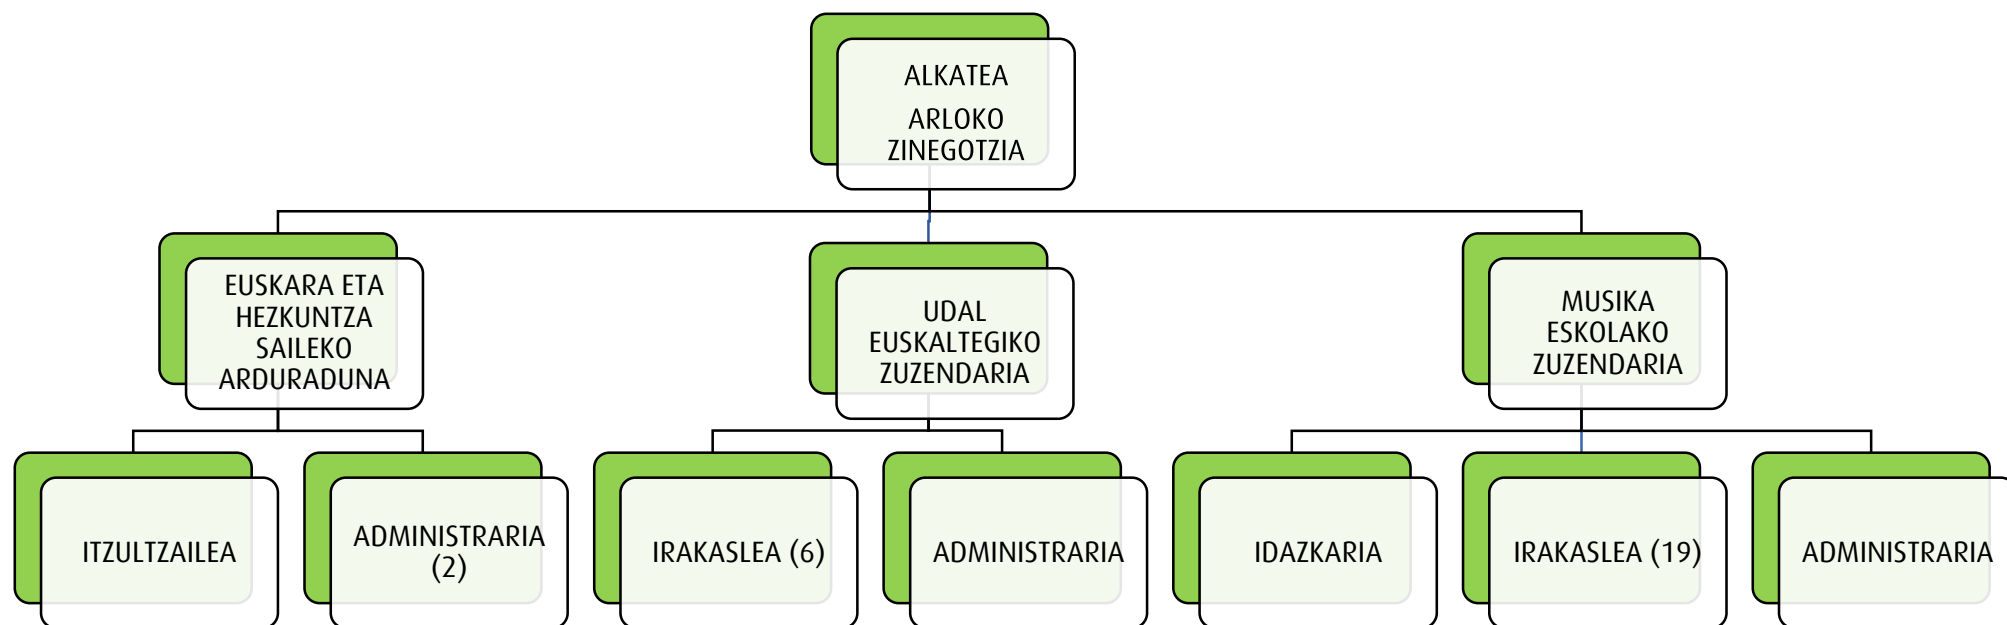 ALKATEA
ARLOKO
ZINEGOTZIA
EUSKARA ETA
HEZKUNTZA
SAILEKO
ARDURADUNA
UDAL
EUSKALTEGIKO
ZUZENDARIA
MUSIKA
ESKOLAKO
ZUZENDARIA
ITZULTZAILEA
ADMINISTRARIA
(2)
IRAKASLEA (6)
ADMINISTRARIA
IDAZKARIA
IRAKASLEA (19)
ADMINISTRARIA